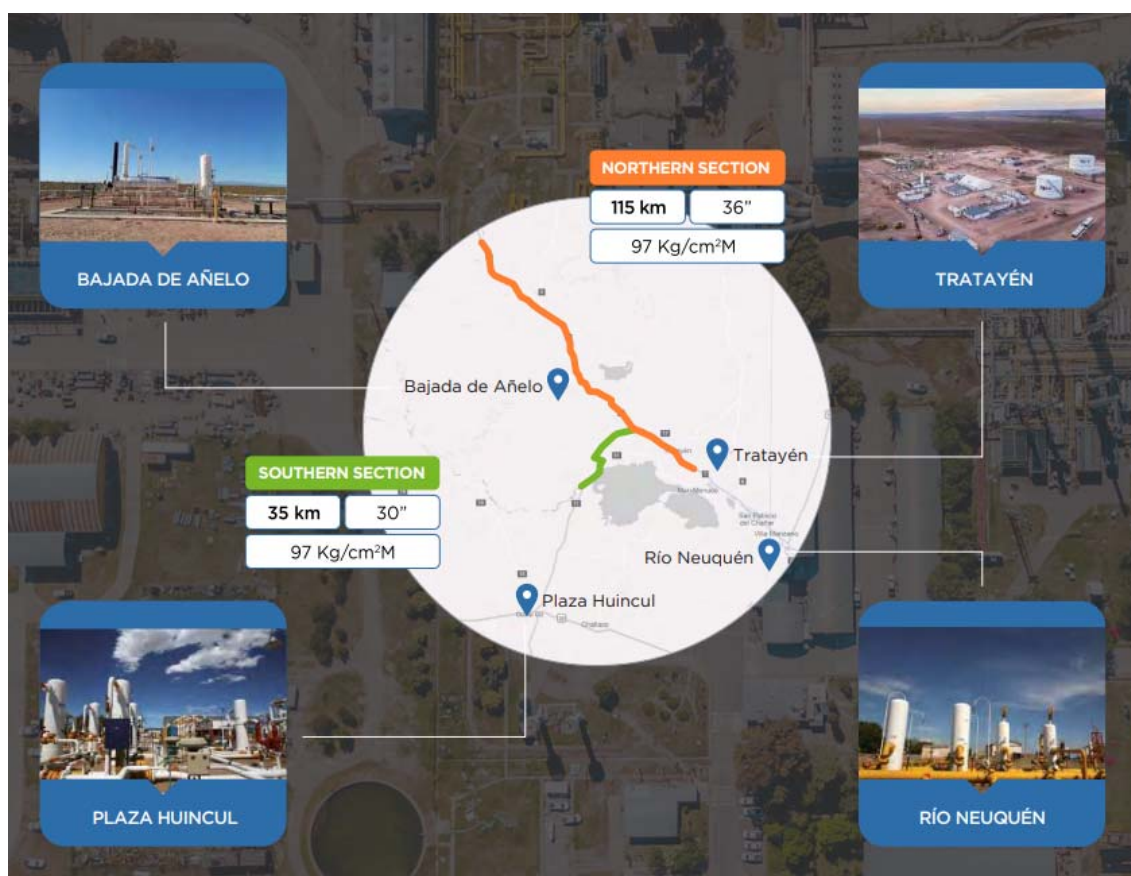 NORTHERN SECTION
115 km
36”
97 Kg/cm²M
BAJADA DE AÑELO
TRATAYÉN
Bajada de Añelo
Tratayén
SOUTHERN SECTION
35 km
30”
97 Kg/cm²M
Río Neuquén
Plaza Huincul
PLAZA HUINCUL
RÍO NEUQUÉN